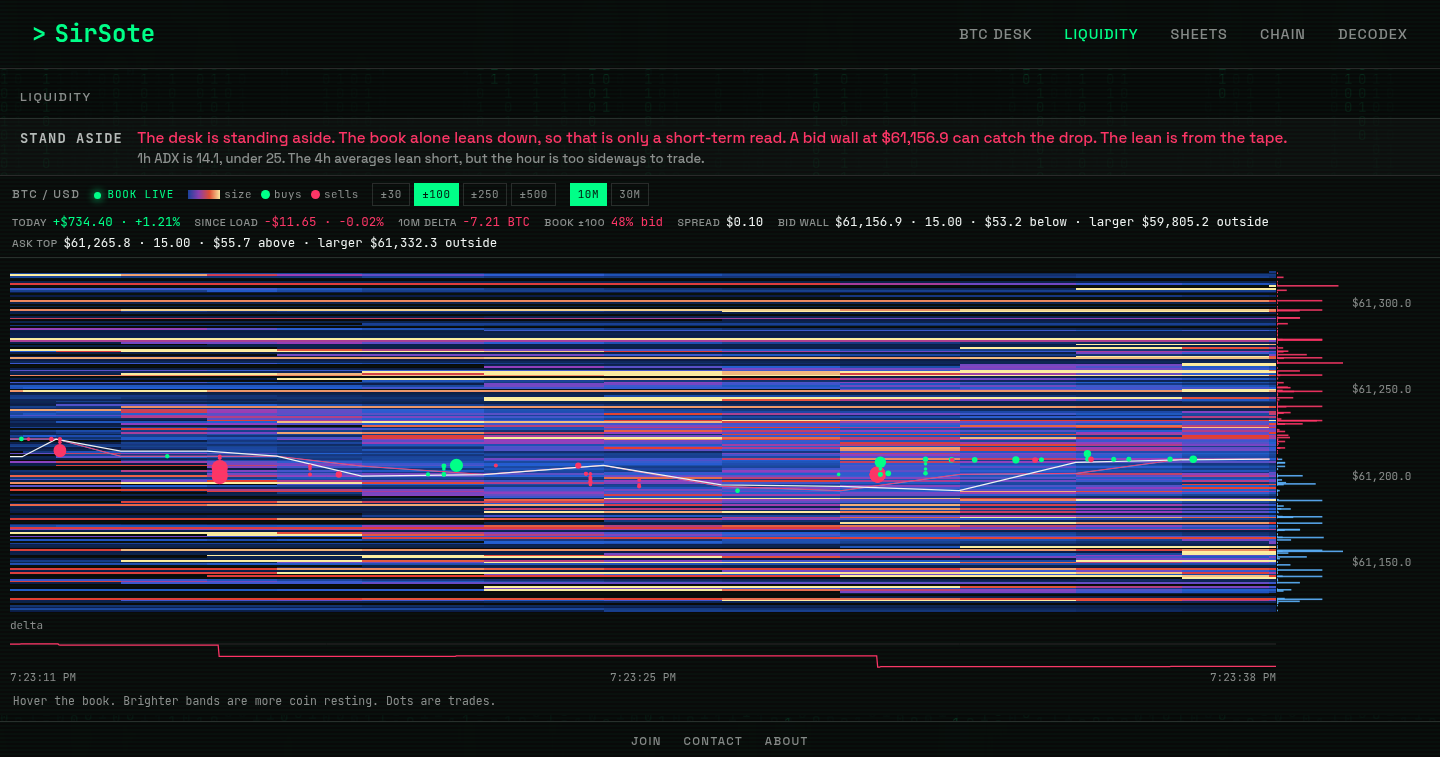 > SirSote
BTC DESK LIQUIDITY SHEETS CHAIN DECODEX
LIQUIDITY
STAND ASIDE The desk is standing aside. The book alone leans down, so that is only a short-term read. A bid wall at $61,156.9 can catch the drop. The lean is from the tape.
1h ADX is 14.1, under 25. The 4h averages lean short, but the hour is too sideways to trade.
BTC / USD BOOK LIVE size buys sells ±30 ±100 ±250 ±500 10M 30M
TODAY +$734.40 · +1.21% SINCE LOAD -$11.65 · -0.02% 10M DELTA -7.21 BTC BOOK ±100 48% bid SPREAD $0.10 BID WALL $61,156.9 · 15.00 · $53.2 below · larger $59,805.2 outside
ASK TOP $61,265.8 · 15.00 · $55.7 above · larger $61,332.3 outside
$61,300.0
$61,250.0
$61,200.0
$61,150.0
delta
7:23:11 PM 7:23:25 PM 7:23:38 PM
Hover the book. Brighter bands are more coin resting. Dots are trades.
JOIN CONTACT ABOUT